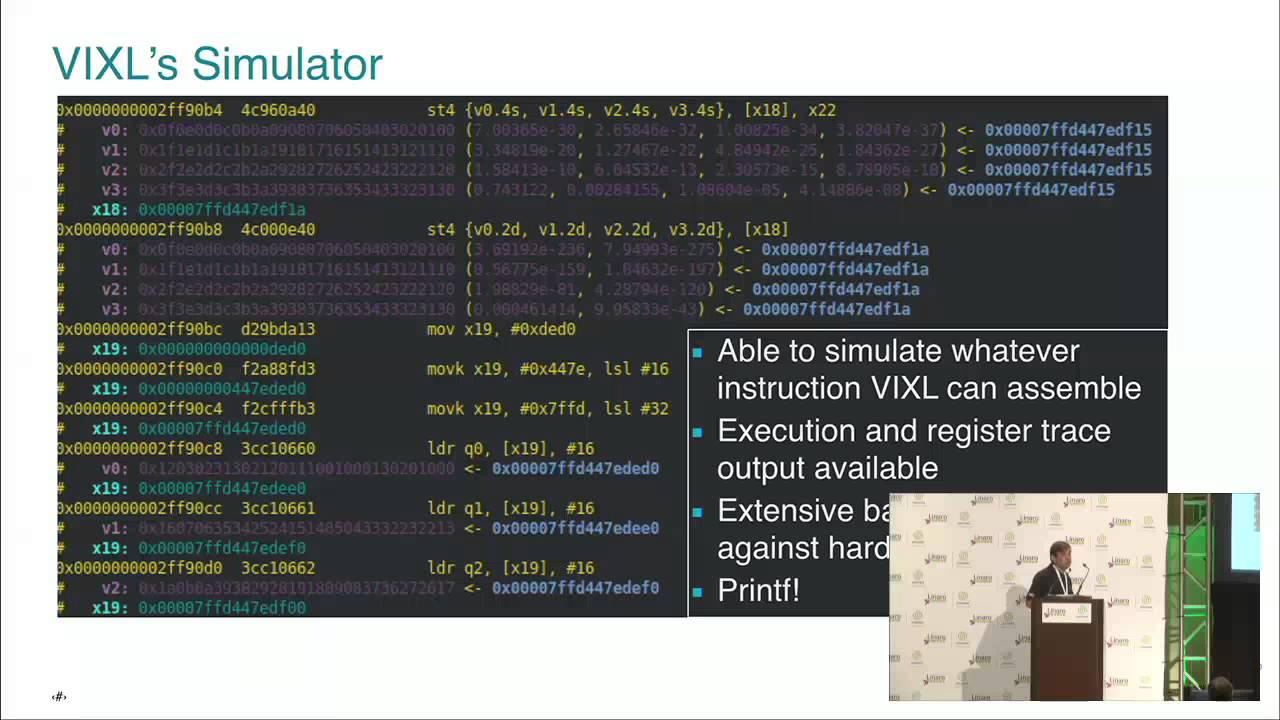 VIXL's Simulator
0x0000000002ff90b4 4c960a40 st4 {v0.4s, v1.4s, v2.4s, v3.4s}, [x18], x22
# v0: 0x0f0e0d0c0b0a09080706050403020100 (7.00365e-30, 2.65846e-32, 1.00825e-34, 3.82047e-37) <- 0x00007ffd447edf15
# v1: 0x1f1e1d1c1b1a19181716151413121110 (3.34819e-20, 1.27467e-22, 4.84942e-25, 1.84362e-27) <- 0x00007ffd447edf15
# v2: 0x2f2e2d2c2b2a29282726252423222120 (1.58413e-10, 6.04532e-13, 2.30573e-15, 8.78905e-18) <- 0x00007ffd447edf15
# v3: 0x3f3e3d3c3b3a39383736353433323130 (0.743122, 0.00284155, 1.08604e-05, 4.14886e-08) <- 0x00007ffd447edf15
# x18: 0x00007ffd447edf1a
0x0000000002ff90b8 4c000e40 st4 {v0.2d, v1.2d, v2.2d, v3.2d}, [x18]
# v0: 0x0f0e0d0c0b0a09080706050403020100 (3.69192e-236, 7.94993e-275) <- 0x00007ffd447edf1a
# v1: 0x1f1e1d1c1b1a19181716151413121110 (8.56775e-159, 1.84632e-197) <- 0x00007ffd447edf1a
# v2: 0x2f2e2d2c2b2a29282726252423222120 (1.98829e-81, 4.28794e-120) <- 0x00007ffd447edf1a
# v3: 0x3f3e3d3c3b3a39383736353433323130 (0.000461414, 9.95833e-43) <- 0x00007ffd447edf1a
0x0000000002ff90bc d29bda13 mov x19, #0xded0
# x19: 0x000000000000ded0
0x0000000002ff90c0 f2a88fd3 movk x19, #0x447e, lsl #16
# x19: 0x00000000447eded0
0x0000000002ff90c4 f2cfffb3 movk x19, #0x7ffd, lsl #32
# x19: 0x00007ffd447eded0
0x0000000002ff90c8 3cc10660 ldr q0, [x19], #16
# v0: <- 0x00007ffd447eded0
# x19: 0x00007ffd447edee0
0x0000000002ff90cc 3cc10661 ldr q1, [x19], #16
# v1: <- 0x00007ffd447edee0
# x19: 0x00007ffd447edef0
0x0000000002ff90d0 3cc10662 ldr q2, [x19], #16
# v2: <- 0x00007ffd447edef0
# x19: 0x00007ffd447edf00
Able to simulate whatever
instruction VIXL can assemble
Execution and register trace
output available
Extensive ba
against hard
Printf!
Linaro
‹#›